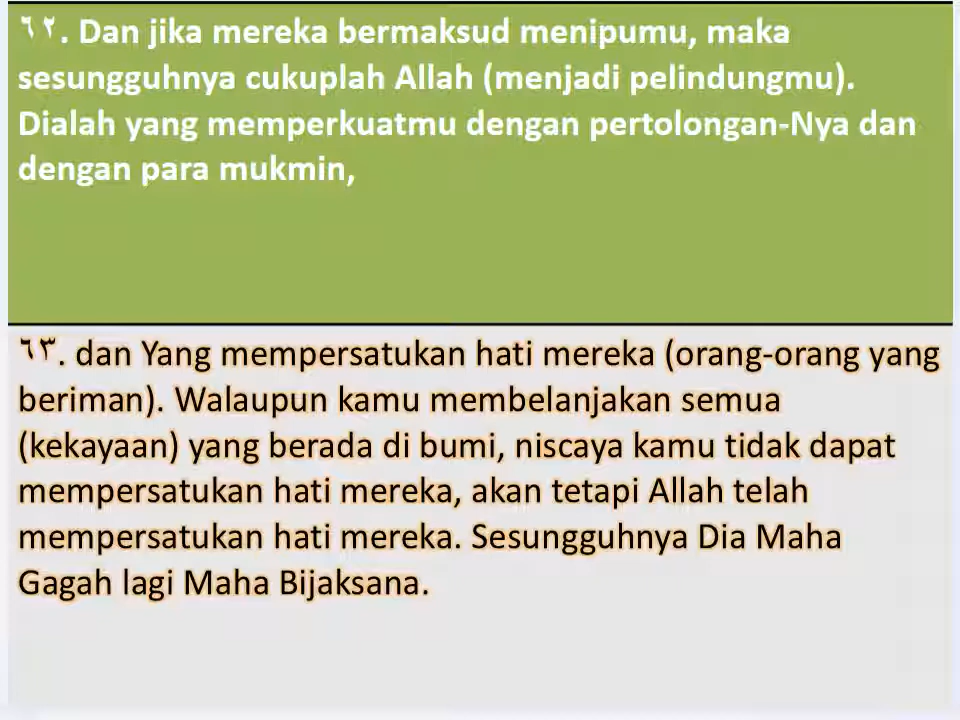 ٦٢. Dan jika mereka bermaksud menipumu, maka
sesungguhnya cukuplah Allah (menjadi pelindungmu).
Dialah yang memperkuatmu dengan pertolongan-Nya dan
dengan para mukmin,
٦٣. dan Yang mempersatukan hati mereka (orang-orang yang
beriman). Walaupun kamu membelanjakan semua
(kekayaan) yang berada di bumi, niscaya kamu tidak dapat
mempersatukan hati mereka, akan tetapi Allah telah
mempersatukan hati mereka. Sesungguhnya Dia Maha
Gagah lagi Maha Bijaksana.